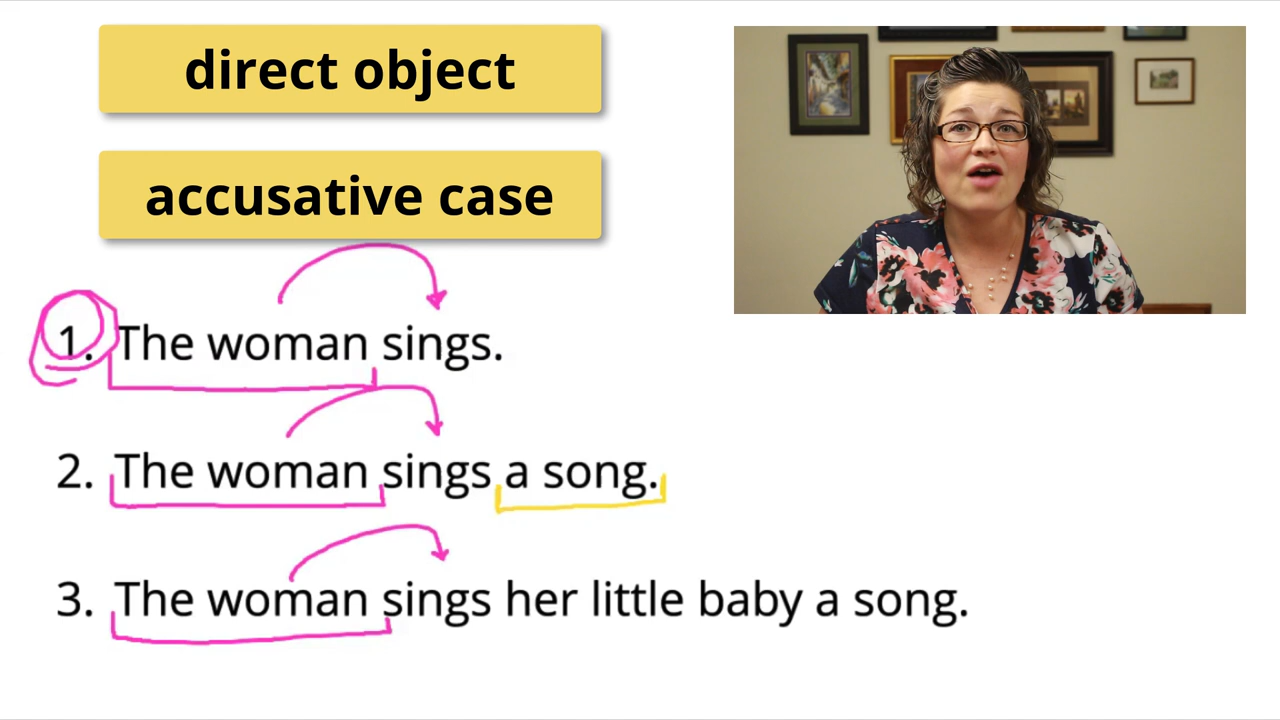 direct object
accusative case
1. The woman sings.
2. The woman sings a song.
3. The woman sings her little baby a song.